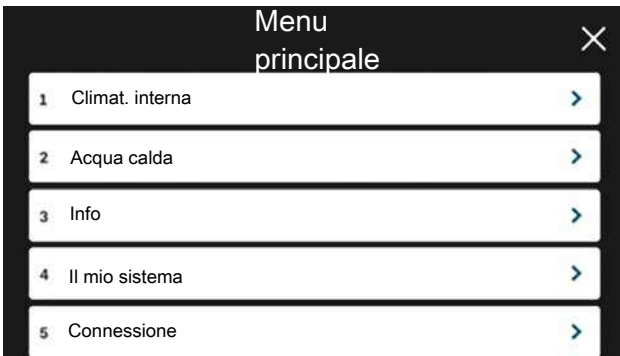 Menu
principale
1 Climat. interna
2 Acqua calda
3 Info
4 Il mio sistema
5 Connessione